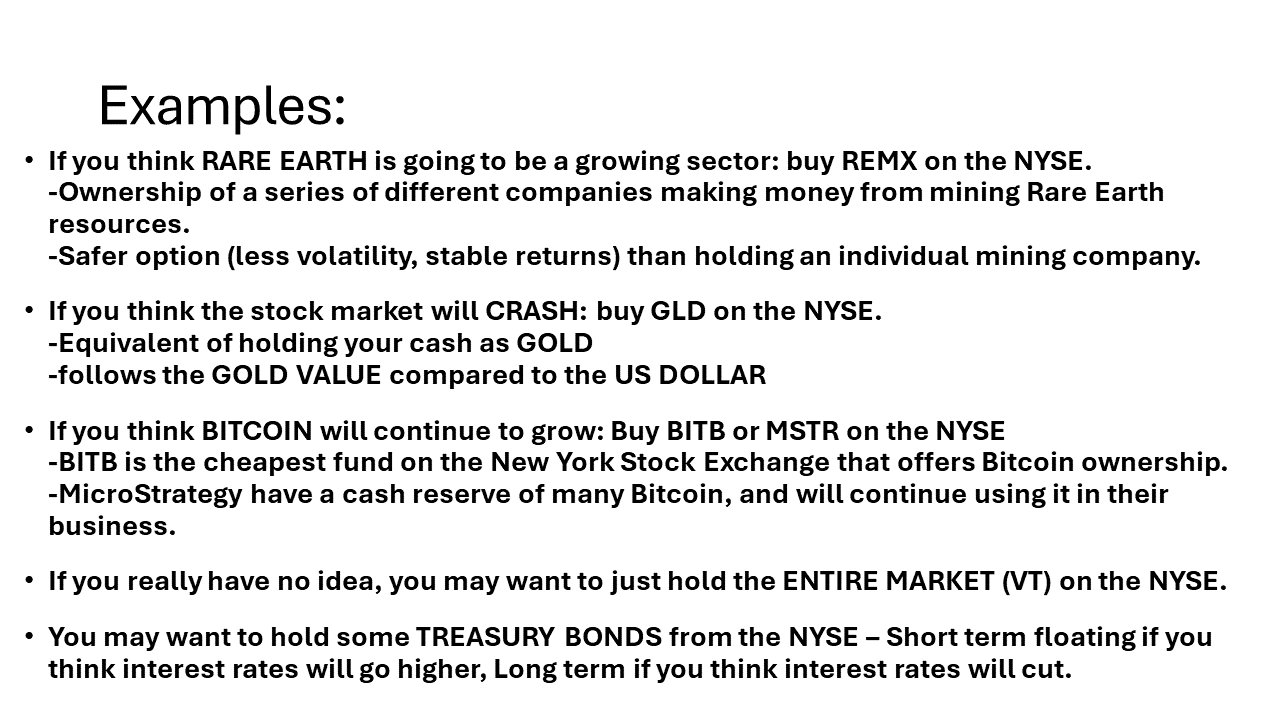 Examples:
• If you think RARE EARTH is going to be a growing sector: buy REMX on the NYSE.
-Ownership of a series of different companies making money from mining Rare Earth
resources.
-Safer option (less volatility, stable returns) than holding an individual mining company.
• If you think the stock market will CRASH: buy GLD on the NYSE.
-Equivalent of holding your cash as GOLD
-follows the GOLD VALUE compared to the US DOLLAR
• If you think BITCOIN will continue to grow: Buy BITB or MSTR on the NYSE
-BITB is the cheapest fund on the New York Stock Exchange that offers Bitcoin ownership.
-MicroStrategy have a cash reserve of many Bitcoin, and will continue using it in their
business.
• If you really have no idea, you may want to just hold the ENTIRE MARKET (VT) on the NYSE.
• You may want to hold some TREASURY BONDS from the NYSE – Short term floating if you
think interest rates will go higher, Long term if you think interest rates will cut.